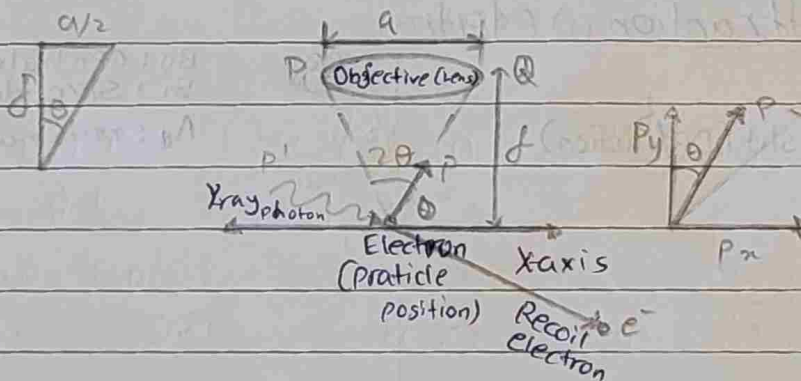 a/2
a
P
Objective (Lens)
Q
f
θ
2θ
f
P'
P
Xray photon
θ
Py
θ
P
Px
Electron
(praticle
position)
X axis
Recoil
electron
e-